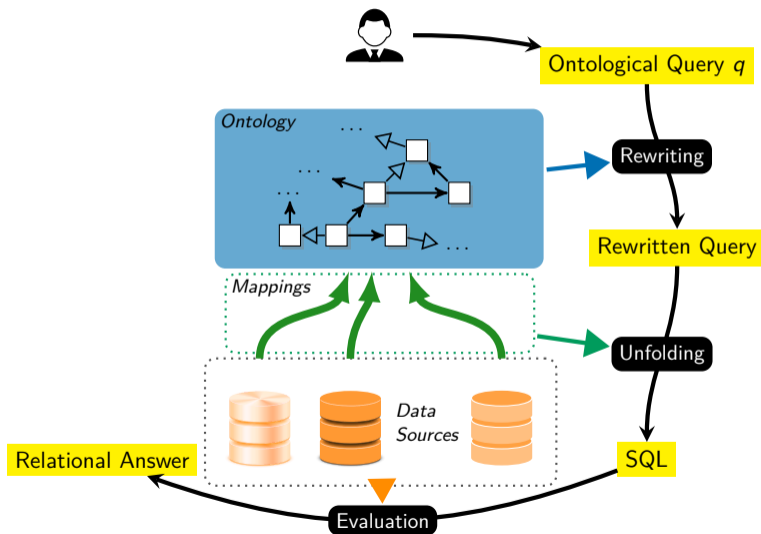 Ontological Query q
Ontology
...
Rewriting
...
...
Rewritten Query
...
Mappings
Unfolding
Data
Sources
Relational Answer
SQL
Evaluation